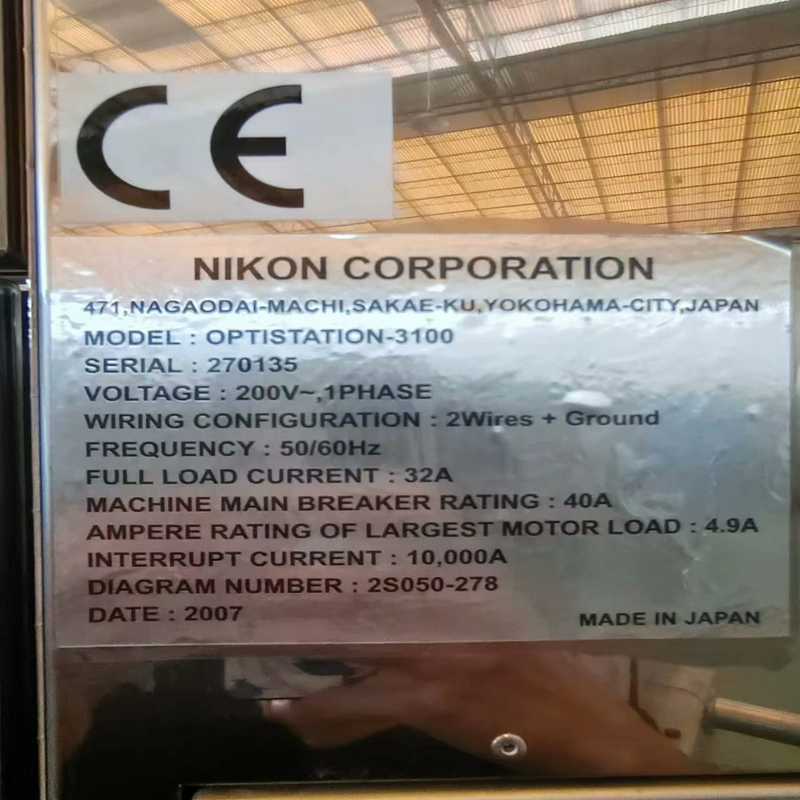 CE
NIKON CORPORATION
471,NAGAODAI-MACHI,SAKAE-KU,YOKOHAMA-CITY,JAPAN
MODEL : OPTISTATION-3100
SERIAL : 270135
VOLTAGE : 200V~,1PHASE
WIRING CONFIGURATION : 2Wires + Ground
FREQUENCY : 50/60Hz
FULL LOAD CURRENT : 32A
MACHINE MAIN BREAKER RATING : 40A
AMPERE RATING OF LARGEST MOTOR LOAD : 4.9A
INTERRUPT CURRENT : 10,000A
DIAGRAM NUMBER : 2S050-278
DATE : 2007
MADE IN JAPAN